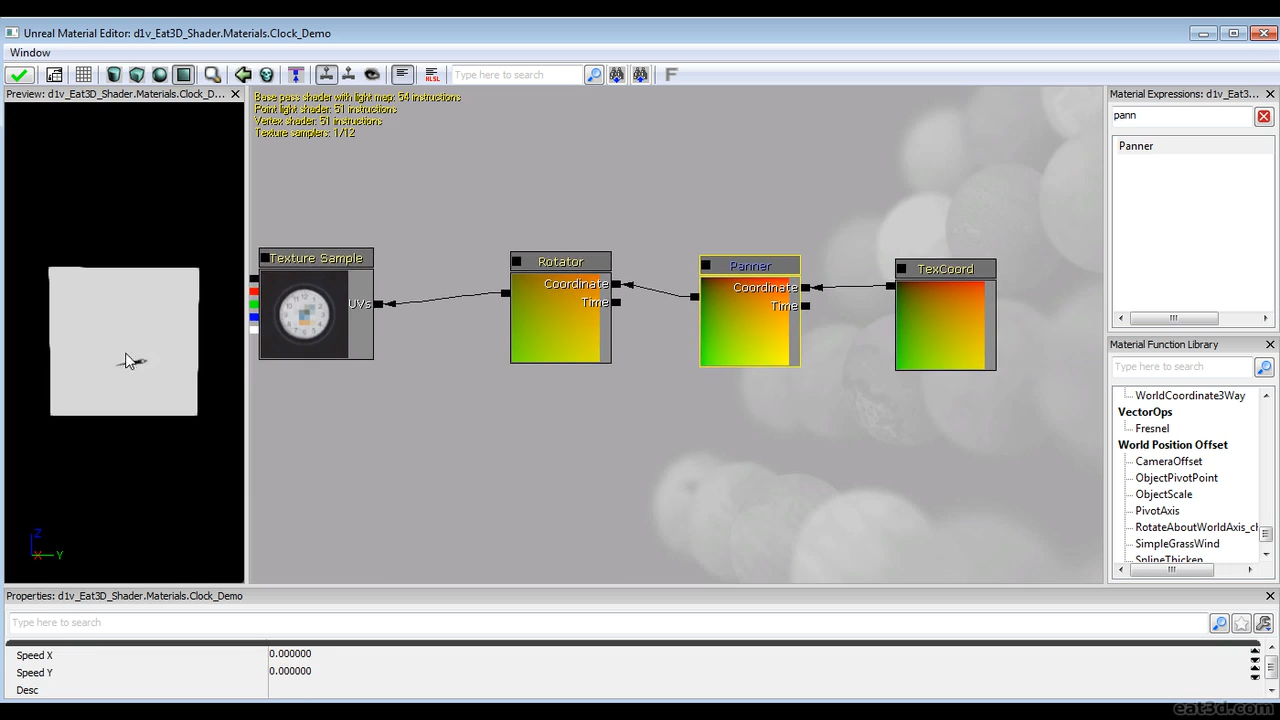 Unreal Material Editor: d1v_Eat3D_Shader.Materials.Clock_Demo
Window
HLSL
Type here to search
F
Preview: d1v_Eat3D_Shader.Materials.Clock_D...
Base pass shader with light map: 54 instructions
Point light shader: 51 instructions
Vertex shader: 51 instructions
Texture samplers: 1/12
Texture Sample
UVs
Rotator
Coordinate
Time
Panner
Coordinate
Time
TexCoord
Z
X
Y
Material Expressions: d1v_Eat3...
pann
Panner
Material Function Library
Type here to search
WorldCoordinate3Way
VectorOps
Fresnel
World Position Offset
CameraOffset
ObjectPivotPoint
ObjectScale
PivotAxis
RotateAboutWorldAxis_cl
SimpleGrassWind
SplineThicken
Properties: d1v_Eat3D_Shader.Materials.Clock_Demo
Type here to search
Speed X 0.000000
Speed Y 0.000000
Desc
eat3d.com